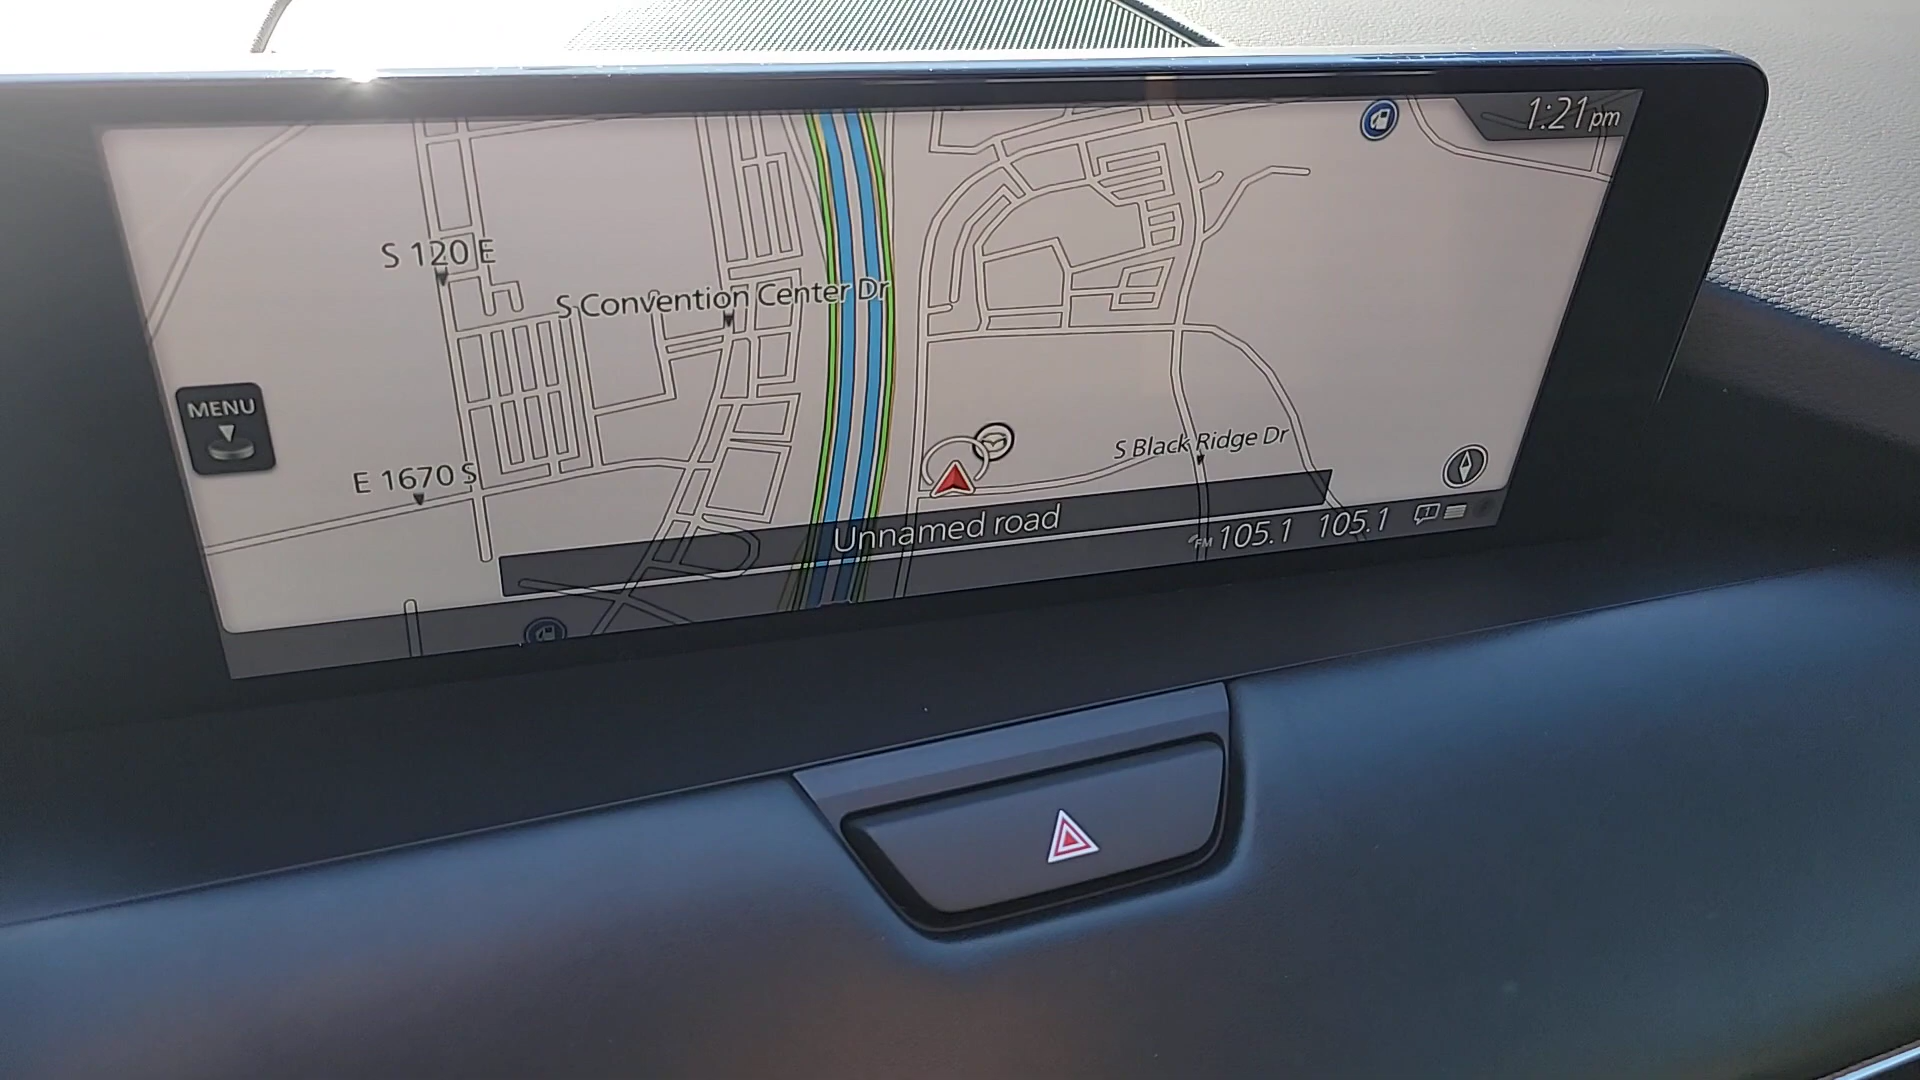 1:21pm
S 120 E
S Convention Center Dr
MENU
S Black Ridge Dr
E 1670 S
Unnamed road
FM 105.1 105.1